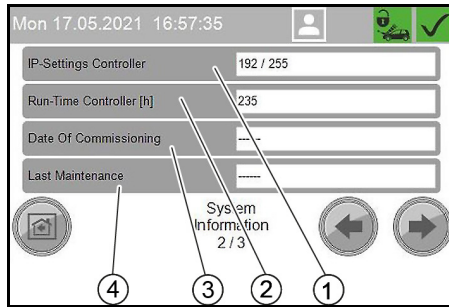 Mon 17.05.2021 16:57:35
IP-Settings Controller 192 / 255
Run-Time Controller [h] 235
Date Of Commissioning -----
Last Maintenance ------
System
Information
2 / 3
4 3 2 1